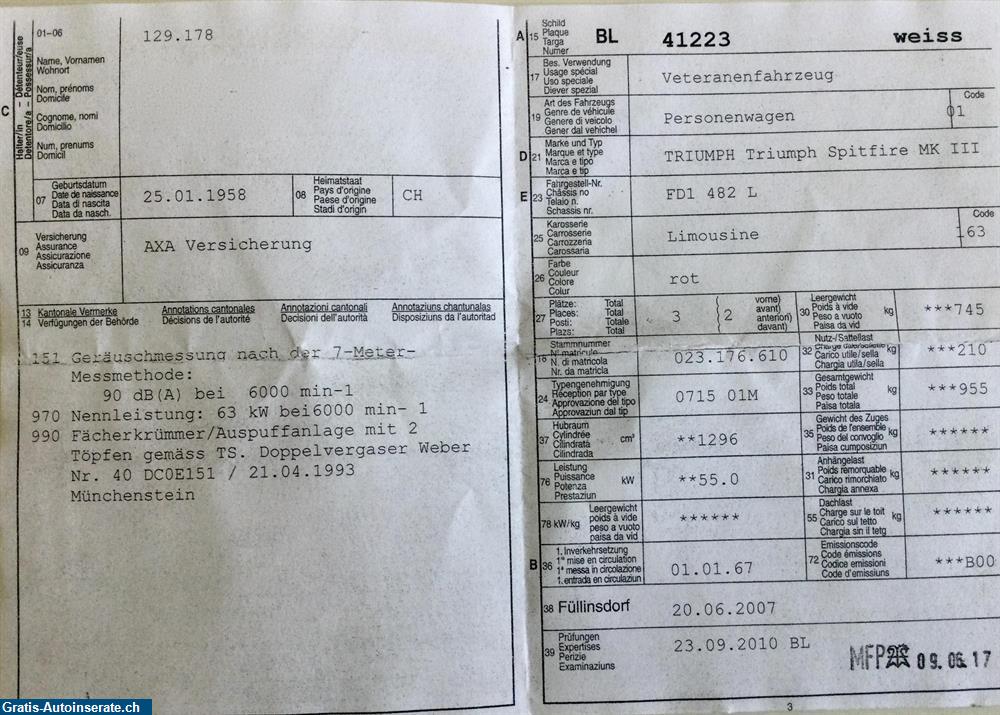 01-06 129.178
Halter/in – Détenteur/euse
Detentore/a – Possessur/a
Name, Vornamen
Wohnort
Nom, prénoms
Domicile
C
Cognome, nomi
Domicilio
Num, prenums
Domicil
07 Geburtsdatum
Date de naissance
Data di nascita
Data da nasch.
25.01.1958
08 Heimatstaat
Pays d'origine
Paese d'origine
Stadi d'origin
CH
09 Versicherung
Assurance
Assicurazione
Assicuranza
AXA Versicherung
13 Kantonale Vermerke Annotations cantonales Annotazioni cantonali Annotaziuns chantunalas
14 Verfügungen der Behörde Décisions de l'autorité Decisioni dell'autorità Disposiziuns da l'autoritad
151 Geräuschmessung nach der 7-Meter-
Messmethode:
90 dB(A) bei 6000 min-1
970 Nennleistung: 63 kW bei6000 min- 1
990 Fächerkrümmer/Auspuffanlage mit 2
Töpfen gemäss TS. Doppelvergaser Weber
Nr. 40 DCOE151 / 21.04.1993
Münchenstein
A 15 Schild
Plaque
Targa
Numer
BL 41223 weiss
17 Bes. Verwendung
Usage spécial
Uso speciale
Diever spezial
Veteranenfahrzeug
19 Art des Fahrzeugs
Genre de véhicule
Genere di veicolo
Gener dal vehichel
Personenwagen
Code
01
D 21 Marke und Typ
Marque et type
Marca e tipo
Marca e tip
TRIUMPH Triumph Spitfire MK III
E 23 Fahrgestell-Nr.
Châssis no
Telaio n.
Schassis nr.
FD1 482 L
25 Karosserie
Carrosserie
Carrozzeria
Carossaria
Limousine
Code
163
26 Farbe
Couleur
Colore
Colur
rot
27 Plätze: Total
Places: Total
Posti: Totale
Plazs: Total
3 2
vorne)
avant)
anteriori)
davant)
30 Leergewicht
Poids à vide
Peso a vuoto
Paisa da vid
kg ***745
18 Stammnummer
N° matricule
N. di matricola
Nr. da matricla
023.176.610
32 Nutz-/Sattellast
Carico utile/sella
Chargia utila/sella
kg ***210
24 Typengenehmigung
Réception par type
Approvazione del tipo
Approvaziun dal tip
0715 01M
33 Gesamtgewicht
Poids total
Peso totale
Paisa totala
kg ***955
37 Hubraum
Cylindrée
Cilindrata
Cilindrada
cm³ **1296
35 Gewicht des Zuges
Poids de l'ensemble
Peso del convoglio
Paisa cumposiziun
kg ******
76 Leistung
Puissance
Potenza
Prestaziun
kW **55.0
31 Anhängelast
Poids remorquable
Carico rimorchiato
Chargia annexa
kg ******
78 kW/kg Leergewicht
poids à vide
peso a vuoto
paisa da vid
******
55 Dachlast
Charge sur le toit
Carico sul tetto
Chargia sin il tetg
kg ******
B 36 1. Inverkehrsetzung
1re mise en circulation
1a messa in circolazione
1. entrada en circulaziun
01.01.67
72 Emissionscode
Code émissions
Codice emissioni
Code d'emissiuns
***B00
38 Füllinsdorf 20.06.2007
39 Prüfungen
Expertises
Perizie
Examinaziuns
23.09.2010 BL
MFP 09.06.17
3
Gratis-Autoinserate.ch